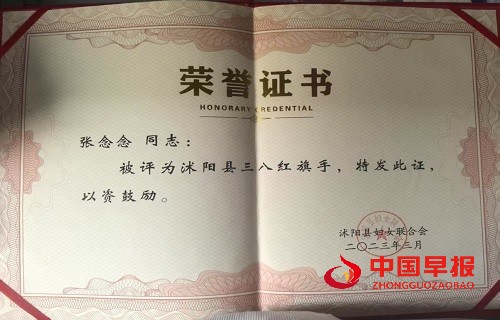 荣誉证书
HONORARY CREDENTIAL
张念念 同志：
被评为沭阳县三八红旗手，特发此证，
以资鼓励。
沭阳县妇女联合会
二〇二三年三月
中国早报
ZHONGGUOZAOBAO